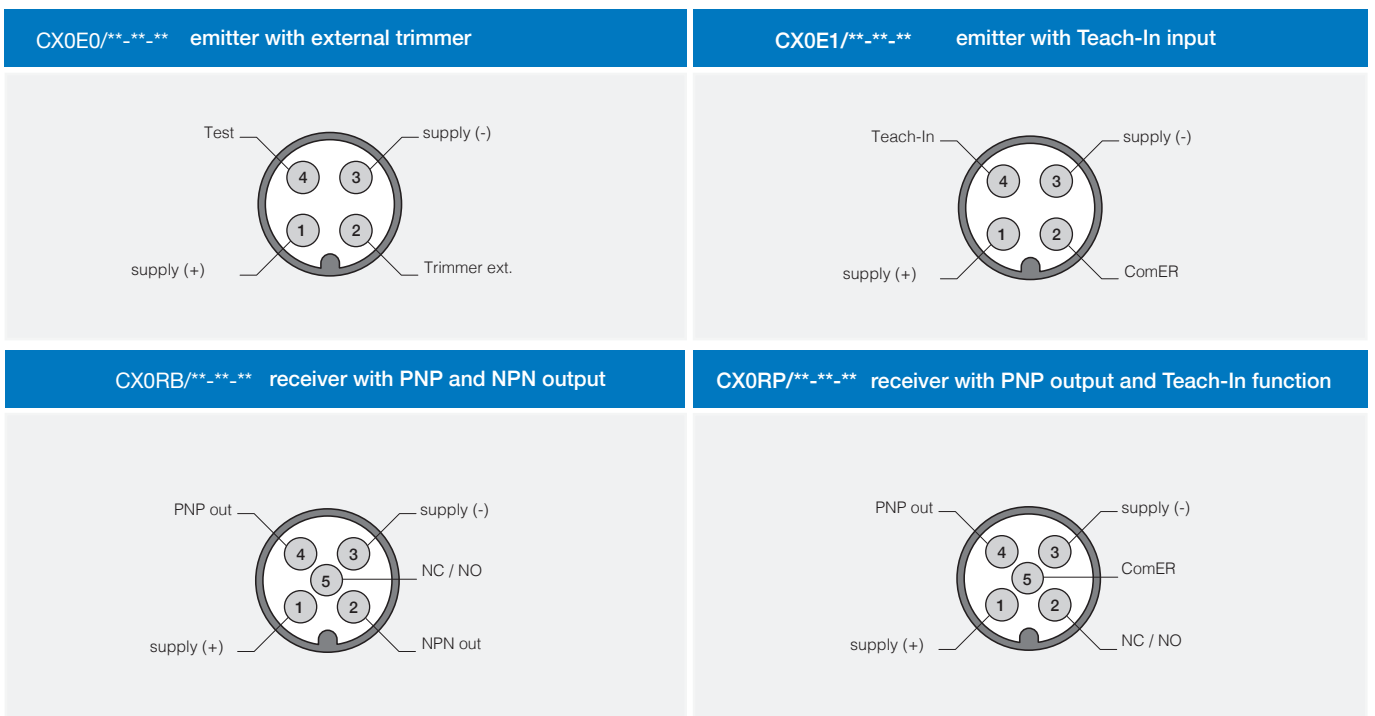 CX0E0/**-**-** emitter with external trimmer
CX0E1/**-**-** emitter with Teach-In input
Test
supply (-)
4
3
1
2
supply (+)
Trimmer ext.
Teach-In
supply (-)
4
3
1
2
supply (+)
ComER
CX0RB/**-**-** receiver with PNP and NPN output
CX0RP/**-**-** receiver with PNP output and Teach-In function
PNP out
supply (-)
4
3
5
NC / NO
1
2
supply (+)
NPN out
PNP out
supply (-)
4
3
5
ComER
1
2
supply (+)
NC / NO